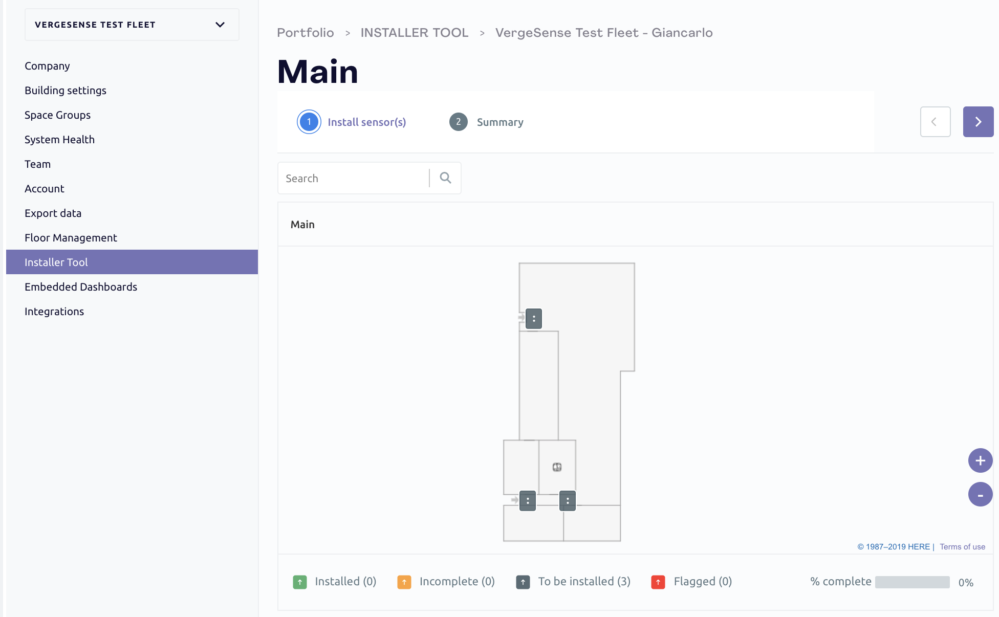 VERGESENSE TEST FLEET
Company
Building settings
Space Groups
System Health
Team
Account
Export data
Floor Management
Installer Tool
Embedded Dashboards
Integrations
Portfolio > INSTALLER TOOL > VergeSense Test Fleet - Giancarlo
Main
1 Install sensor(s) 2 Summary
Search
Main
:
: :
+
-
© 1987–2019 HERE | Terms of use
Installed (0) Incomplete (0) To be installed (3) Flagged (0) % complete 0%